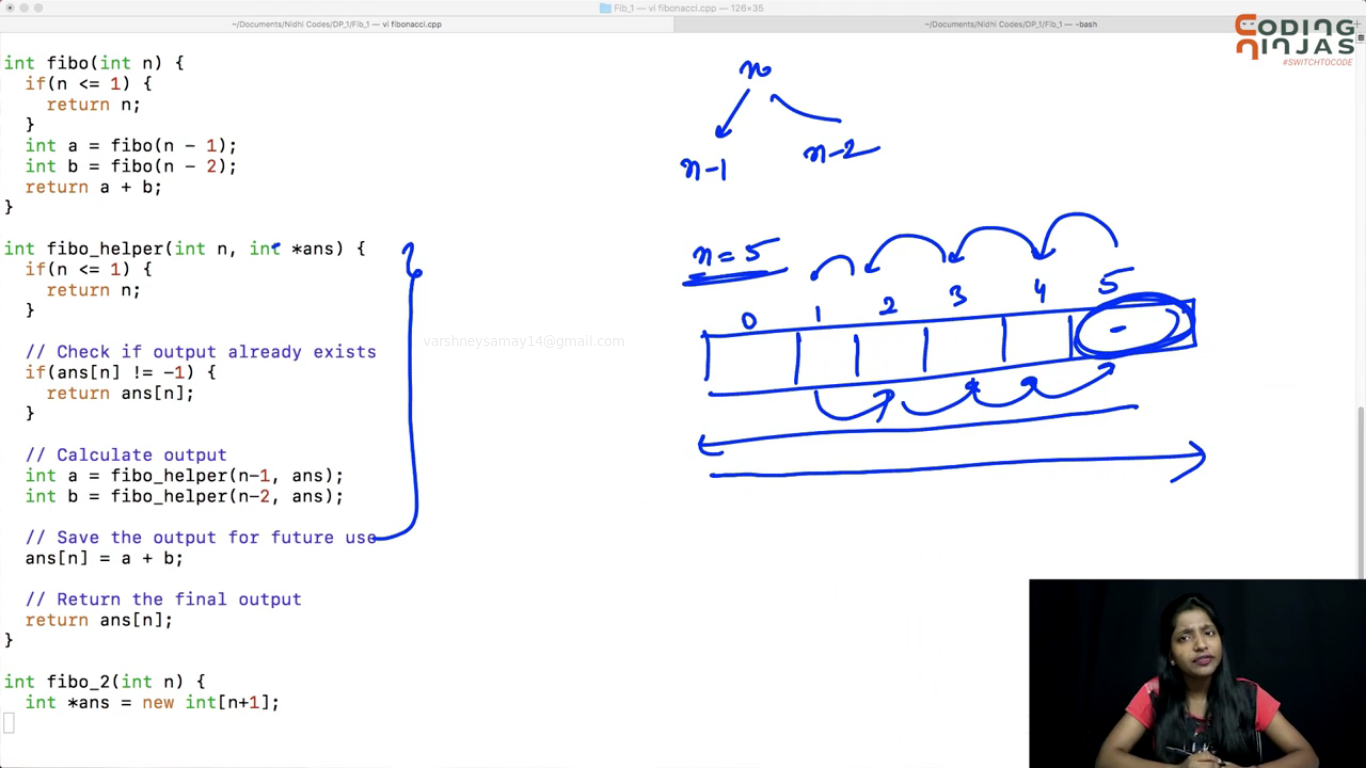 Fib_1 — vi fibonacci.cpp — 126×35
~/Documents/Nidhi Codes/DP_1/Fib_1 — vi fibonacci.cpp
~/Documents/Nidhi Codes/DP_1/Fib_1 — -bash
CODING
NINJAS
#SWITCHTOCODE
int fibo(int n) {
if(n <= 1) {
return n;
}
int a = fibo(n - 1);
int b = fibo(n - 2);
return a + b;
}
int fibo_helper(int n, int *ans) {
if(n <= 1) {
return n;
}
// Check if output already exists
if(ans[n] != -1) {
return ans[n];
}
// Calculate output
int a = fibo_helper(n-1, ans);
int b = fibo_helper(n-2, ans);
// Save the output for future use
ans[n] = a + b;
// Return the final output
return ans[n];
}
int fibo_2(int n) {
int *ans = new int[n+1];
varshneysamay14@gmail.com
n
n-1 n-2
n = 5
0 1 2 3 4 5
-